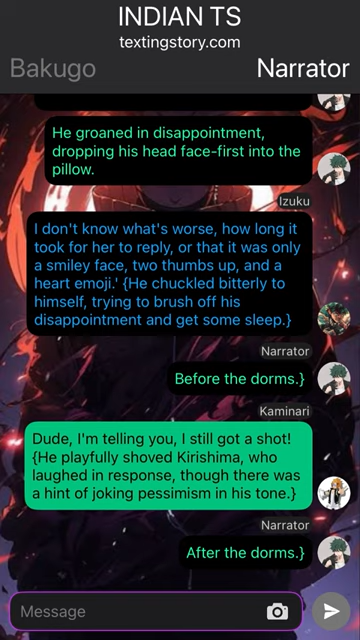 INDIAN TS
textingstory.com
Bakugo
Narrator
He groaned in disappointment,
dropping his head face-first into the
pillow.
Izuku
I don't know what's worse, how long it
took for her to reply, or that it was only
a smiley face, two thumbs up, and a
heart emoji.' {He chuckled bitterly to
himself, trying to brush off his
disappointment and get some sleep.}
Narrator
Before the dorms.}
Kaminari
Dude, I'm telling you, I still got a shot!
{He playfully shoved Kirishima, who
laughed in response, though there was
a hint of joking pessimism in his tone.}
Narrator
After the dorms.}
Message